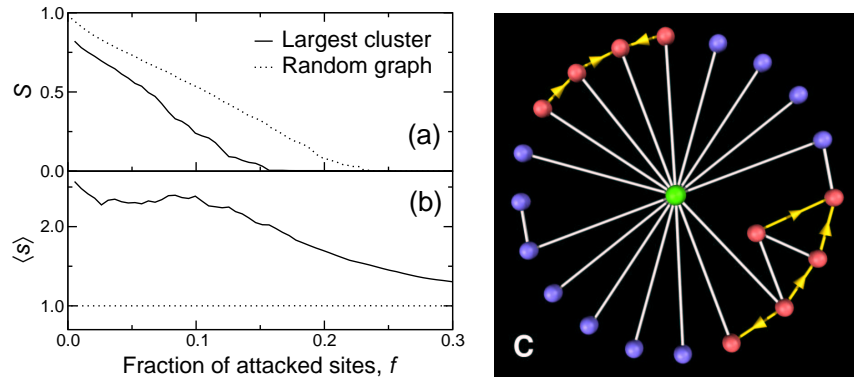 1.0
Largest cluster
Random graph
S
0.5
(a)
0.0
(b)
2.0
⟨s⟩
1.0
0.0 0.1 0.2 0.3
Fraction of attacked sites, f
C